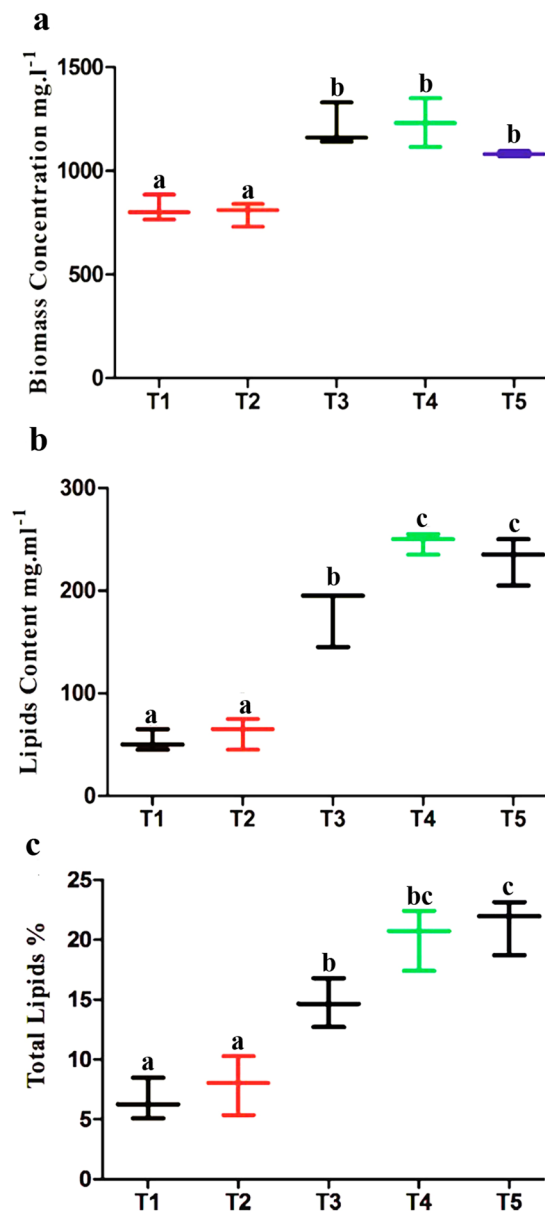 a
Biomass Concentration mg.l⁻¹
1500
1000
500
0
a
a
b
b
b
T1 T2 T3 T4 T5
b
Lipids Content mg.ml⁻¹
300
200
100
0
a
a
b
c
c
T1 T2 T3 T4 T5
c
Total Lipids %
25
20
15
10
5
0
a
a
b
bc
c
T1 T2 T3 T4 T5